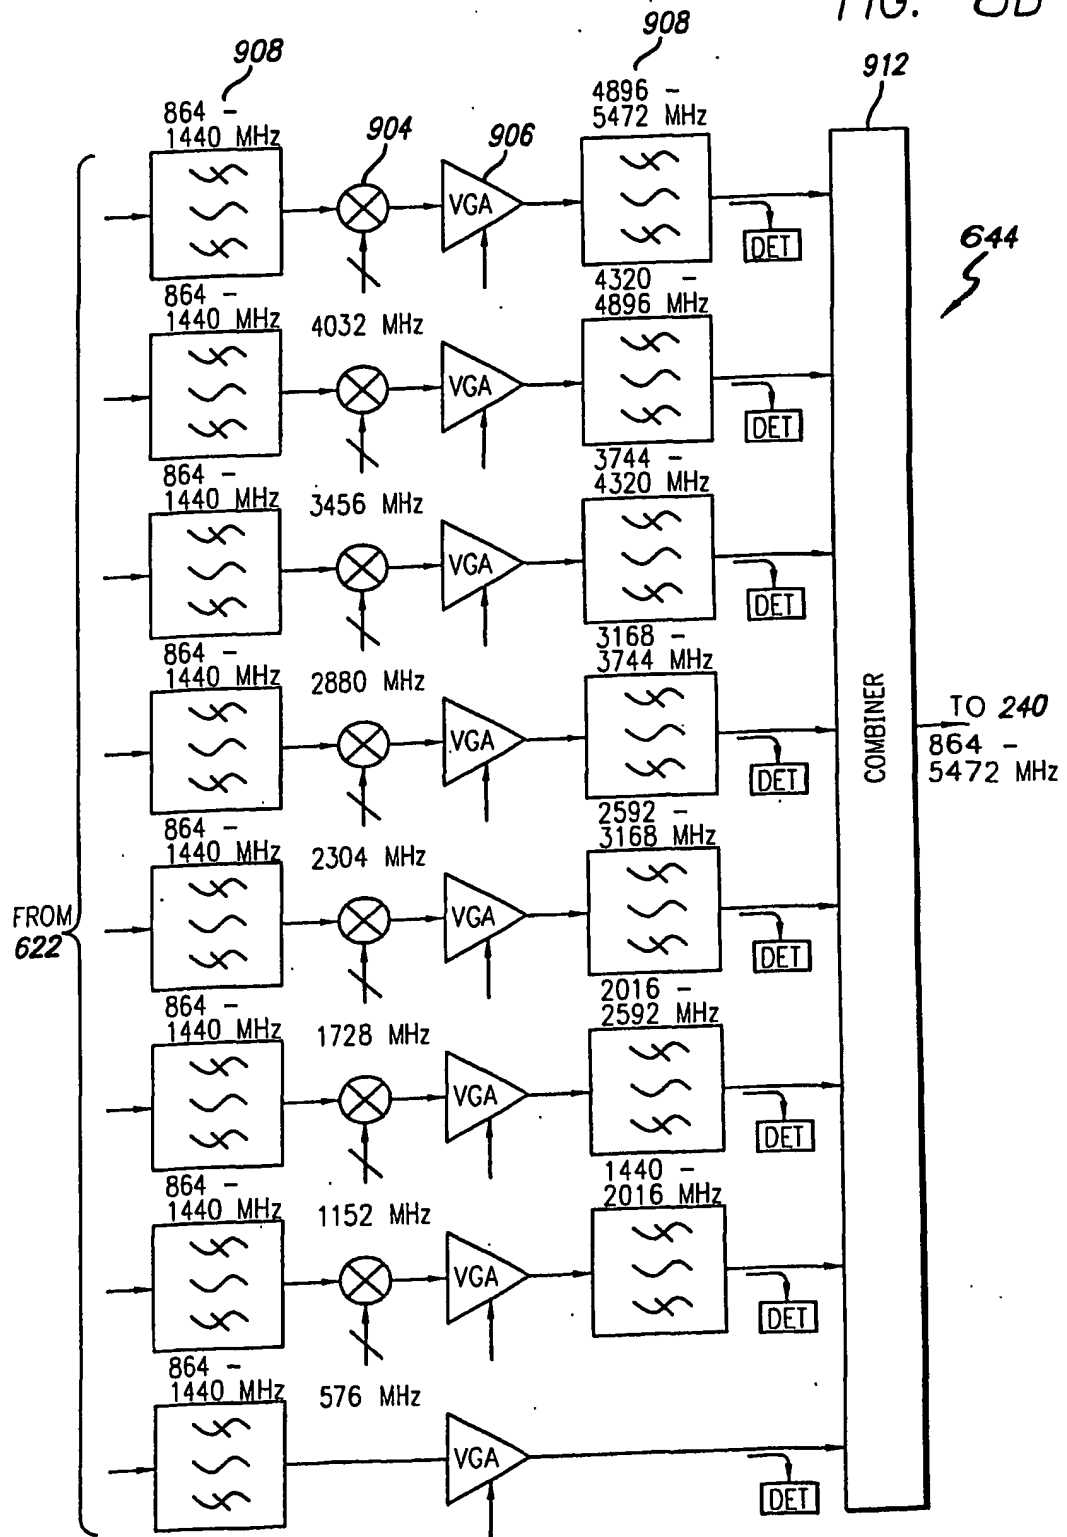 FIG. 8B
908
908
912
864 -
1440 MHz
904
906
4896 -
5472 MHz
VGA
DET
644
864 -
1440 MHz
4032 MHz
VGA
4320 -
4896 MHz
DET
864 -
1440 MHz
3456 MHz
VGA
3744 -
4320 MHz
DET
864 -
1440 MHz
2880 MHz
VGA
3168 -
3744 MHz
DET
COMBINER
TO 240
864 -
5472 MHz
864 -
1440 MHz
2304 MHz
VGA
2592 -
3168 MHz
DET
FROM
622
864 -
1440 MHz
1728 MHz
VGA
2016 -
2592 MHz
DET
864 -
1440 MHz
1152 MHz
VGA
1440 -
2016 MHz
DET
864 -
1440 MHz
576 MHz
VGA
DET